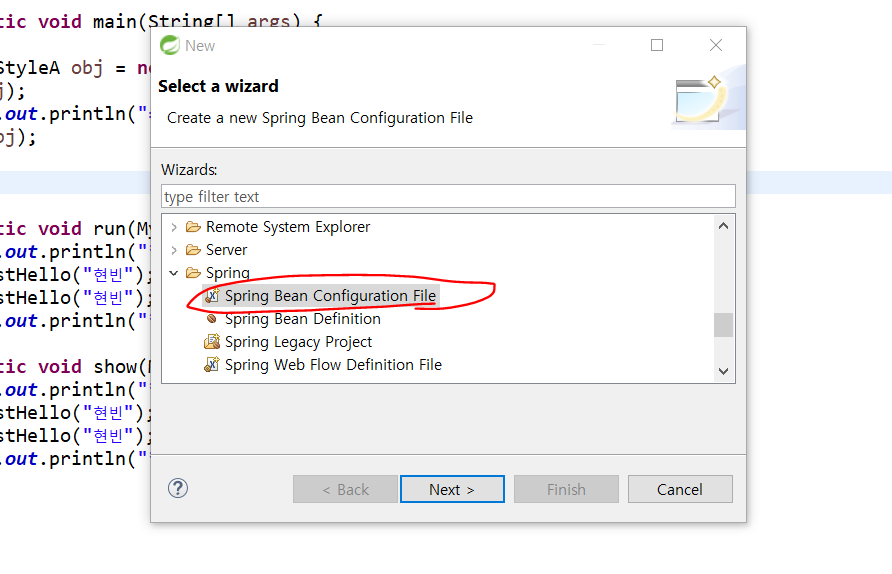 tic void main(String[] args) {
New
StyleA obj = ne
j);
Select a wizard
.out.println("
Create a new Spring Bean Configuration File
bj);
Wizards:
type filter text
tic void run(My
Remote System Explorer
.out.println("
Server
stHello("현빈");
Spring
stHello("현빈");
Spring Bean Configuration File
.out.println("
Spring Bean Definition
Spring Legacy Project
tic void show(M
Spring Web Flow Definition File
.out.println("
stHello("현빈");
stHello("현빈");
.out.println("
< Back
Next >
Finish
Cancel